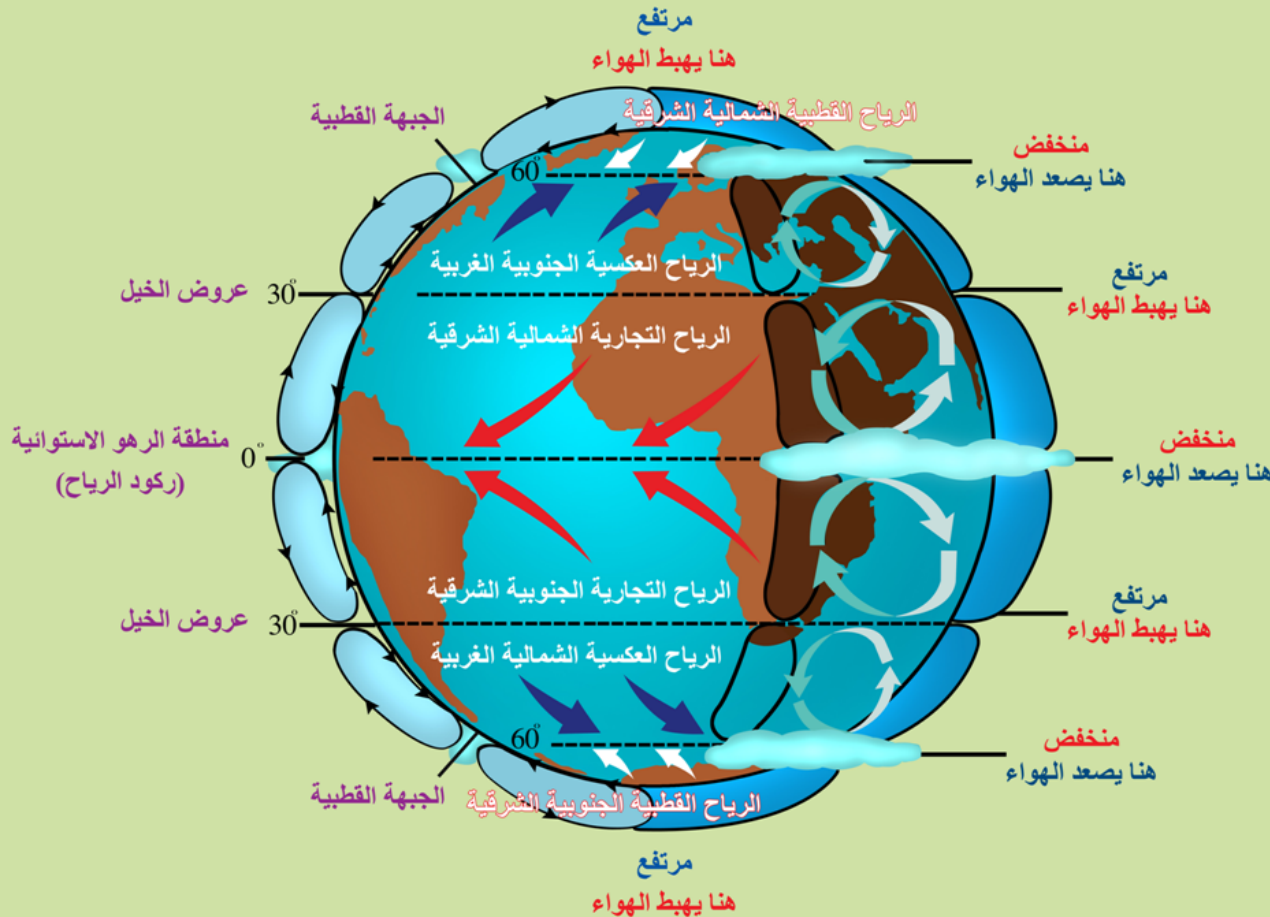 مرتفع
هنا يهبط الهواء
الرياح القطبية الشمالية الشرقية
الجبهة القطبية
منخفض
هنا يصعد الهواء
60°
الرياح العكسية الجنوبية الغربية
مرتفع
هنا يهبط الهواء
30°
عروض الخيل
الرياح التجارية الشمالية الشرقية
منخفض
هنا يصعد الهواء
0°
منطقة الرهو الاستوائية
(ركود الرياح)
الرياح التجارية الجنوبية الشرقية
مرتفع
هنا يهبط الهواء
30°
عروض الخيل
الرياح العكسية الشمالية الغربية
منخفض
هنا يصعد الهواء
60°
الجبهة القطبية
الرياح القطبية الجنوبية الشرقية
مرتفع
هنا يهبط الهواء